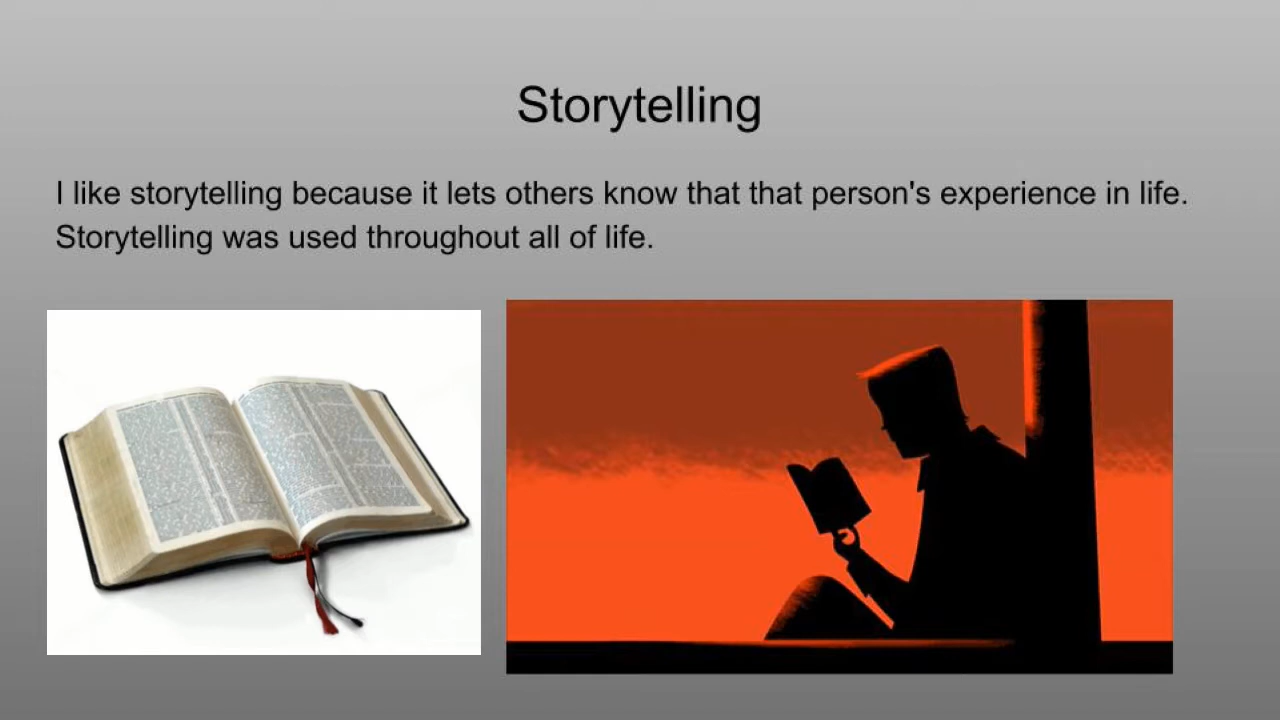 Storytelling
I like storytelling because it lets others know that that person's experience in life.
Storytelling was used throughout all of life.